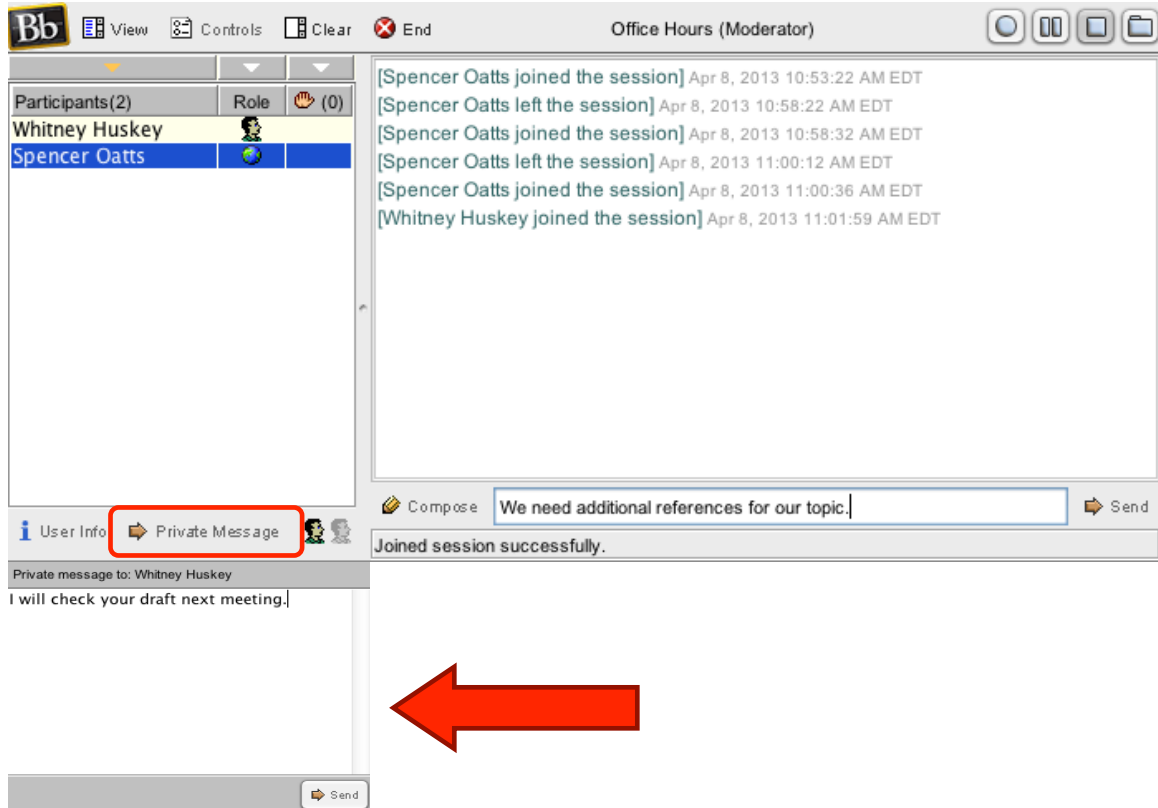 Bb View Controls Clear End Office Hours (Moderator)
Participants(2) Role (0)
Whitney Huskey
Spencer Oatts
[Spencer Oatts joined the session] Apr 8, 2013 10:53:22 AM EDT
[Spencer Oatts left the session] Apr 8, 2013 10:58:22 AM EDT
[Spencer Oatts joined the session] Apr 8, 2013 10:58:32 AM EDT
[Spencer Oatts left the session] Apr 8, 2013 11:00:12 AM EDT
[Spencer Oatts joined the session] Apr 8, 2013 11:00:36 AM EDT
[Whitney Huskey joined the session] Apr 8, 2013 11:01:59 AM EDT
Compose We need additional references for our topic. Send
User Info Private Message
Joined session successfully.
Private message to: Whitney Huskey
I will check your draft next meeting.
Send